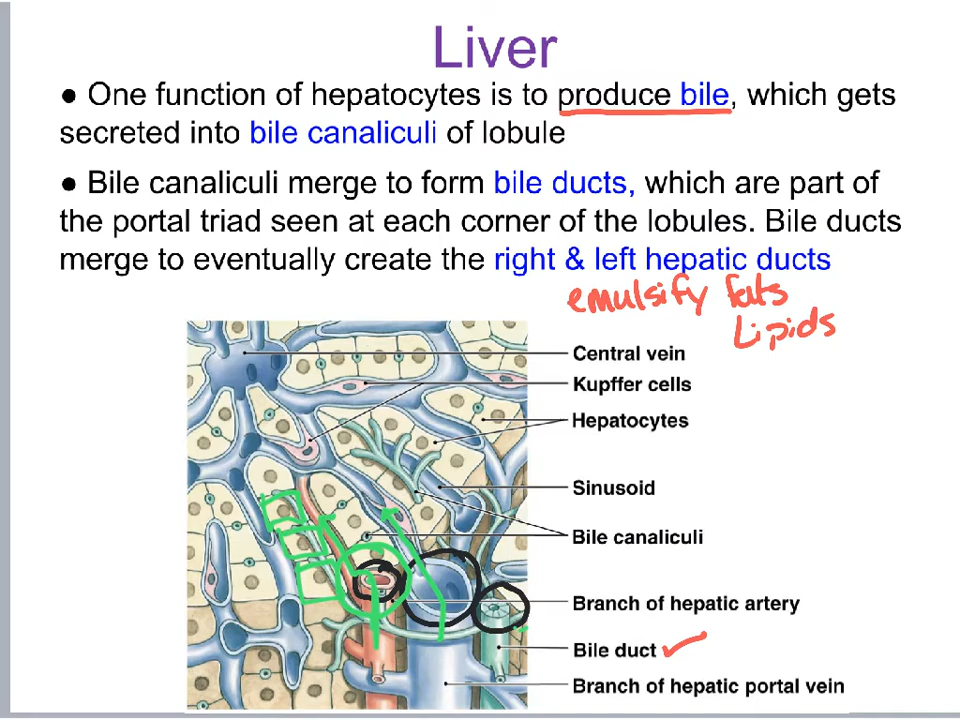 Liver
● One function of hepatocytes is to produce bile, which gets
secreted into bile canaliculi of lobule
● Bile canaliculi merge to form bile ducts, which are part of
the portal triad seen at each corner of the lobules. Bile ducts
merge to eventually create the right & left hepatic ducts
emulsify fats
Lipids
Central vein
Kupffer cells
Hepatocytes
Sinusoid
Bile canaliculi
Branch of hepatic artery
Bile duct
Branch of hepatic portal vein